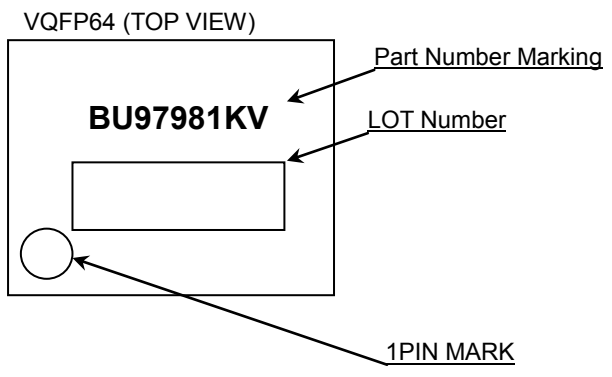 VQFP64 (TOP VIEW)
Part Number Marking
BU97981KV
LOT Number
1PIN MARK